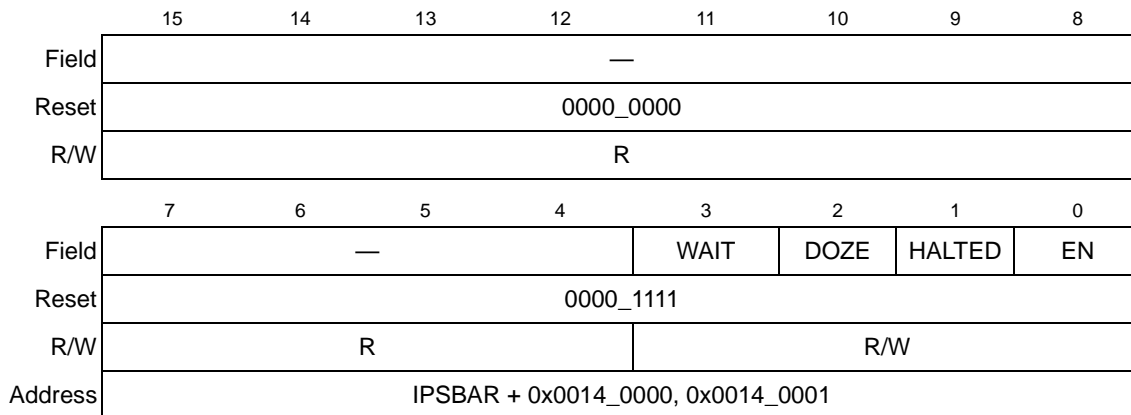 15 14 13 12 11 10 9 8
Field —
Reset 0000_0000
R/W R
7 6 5 4 3 2 1 0
Field — WAIT DOZE HALTED EN
Reset 0000_1111
R/W R R/W
Address IPSBAR + 0x0014_0000, 0x0014_0001